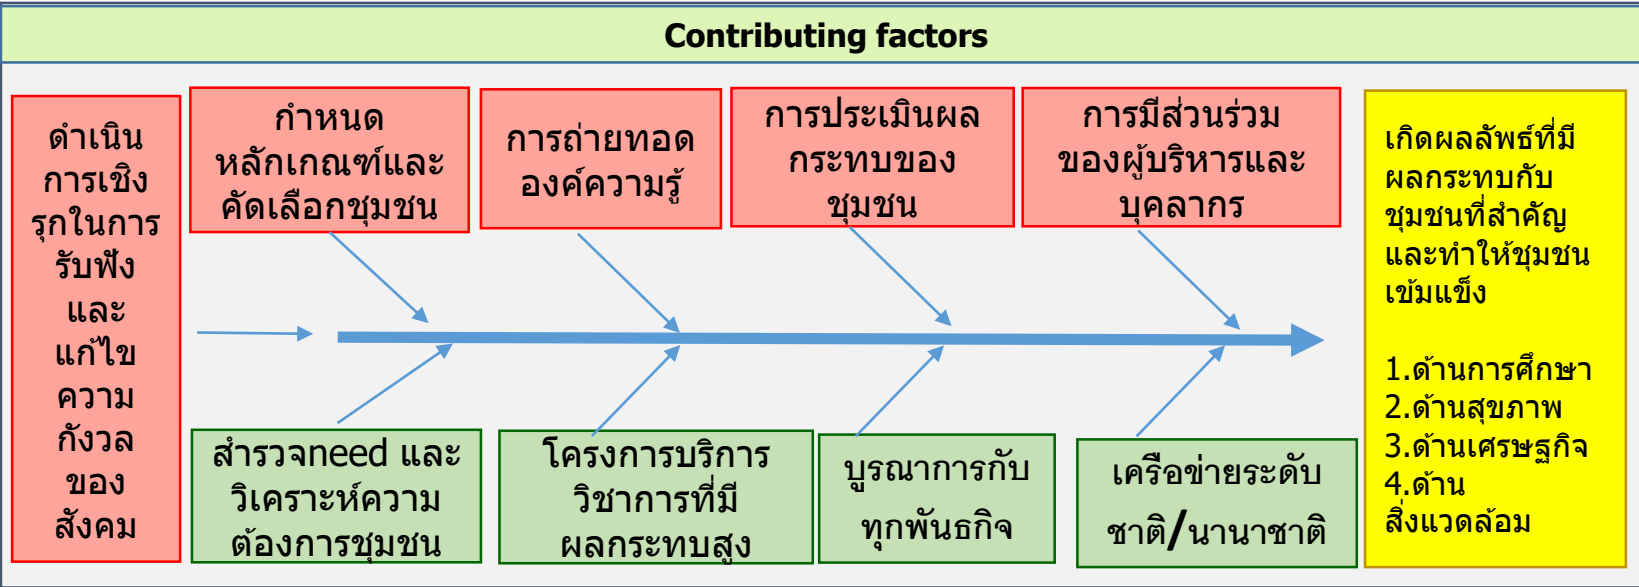 Contributing factors
ดำเนิน
การเชิง
รุกในการ
รับฟัง
และ
แก้ไข
ความ
กังวล
ของ
สังคม
กำหนด
หลักเกณฑ์และ
คัดเลือกชุมชน
การถ่ายทอด
องค์ความรู้
การประเมินผล
กระทบของ
ชุมชน
การมีส่วนร่วม
ของผู้บริหารและ
บุคลากร
สำรวจneed และ
วิเคราะห์ความ
ต้องการชุมชน
โครงการบริการ
วิชาการที่มี
ผลกระทบสูง
บูรณาการกับ
ทุกพันธกิจ
เครือข่ายระดับ
ชาติ/นานาชาติ
เกิดผลลัพธ์ที่มี
ผลกระทบกับ
ชุมชนที่สำคัญ
และทำให้ชุมชน
เข้มแข็ง
1.ด้านการศึกษา
2.ด้านสุขภาพ
3.ด้านเศรษฐกิจ
4.ด้าน
สิ่งแวดล้อม